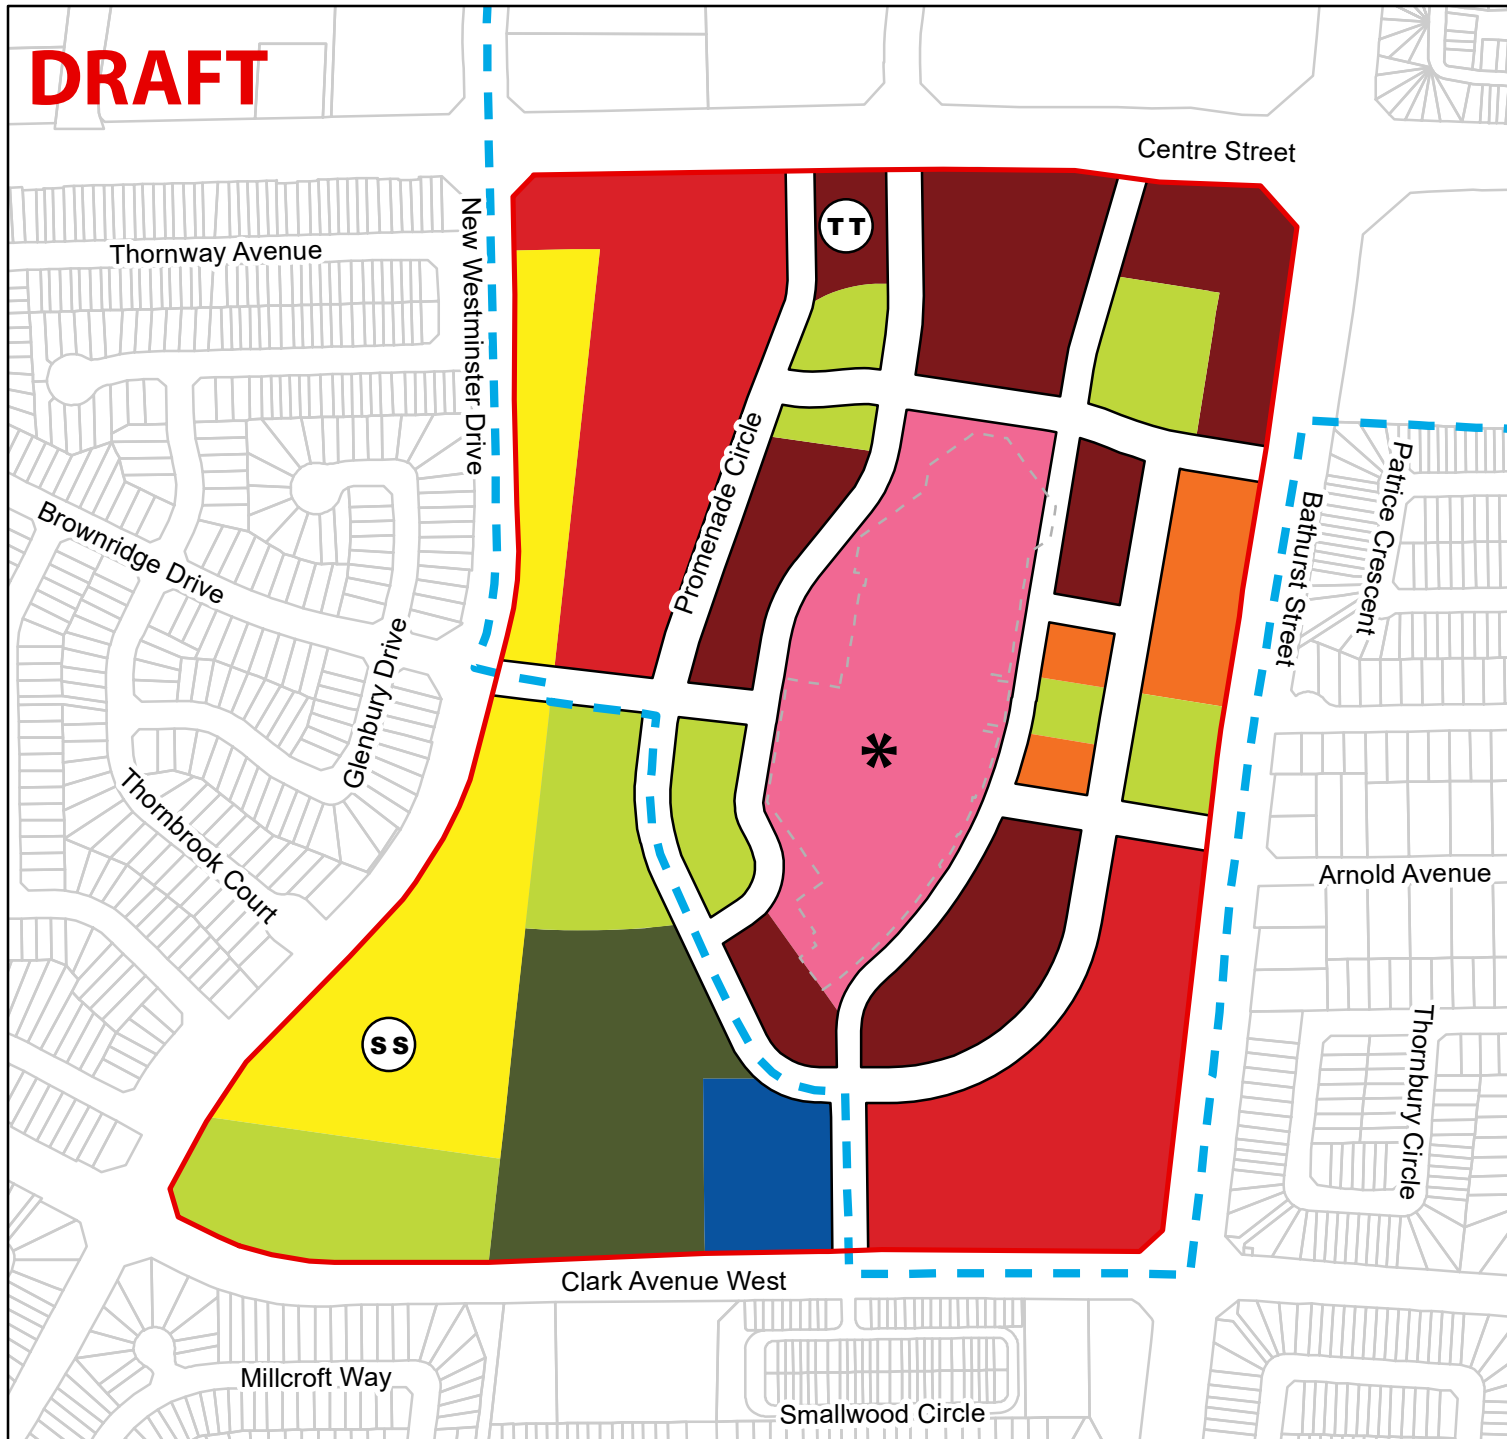 DRAFT
Centre Street
TT
New Westminster Drive
Thornway Avenue
Promenade Circle
Patrice Crescent
Bathurst Street
Brownridge Drive
Glenbury Drive
*
Thornbrook Court
Arnold Avenue
SS
Thornbury Circle
Clark Avenue West
Millcroft Way
Smallwood Circle